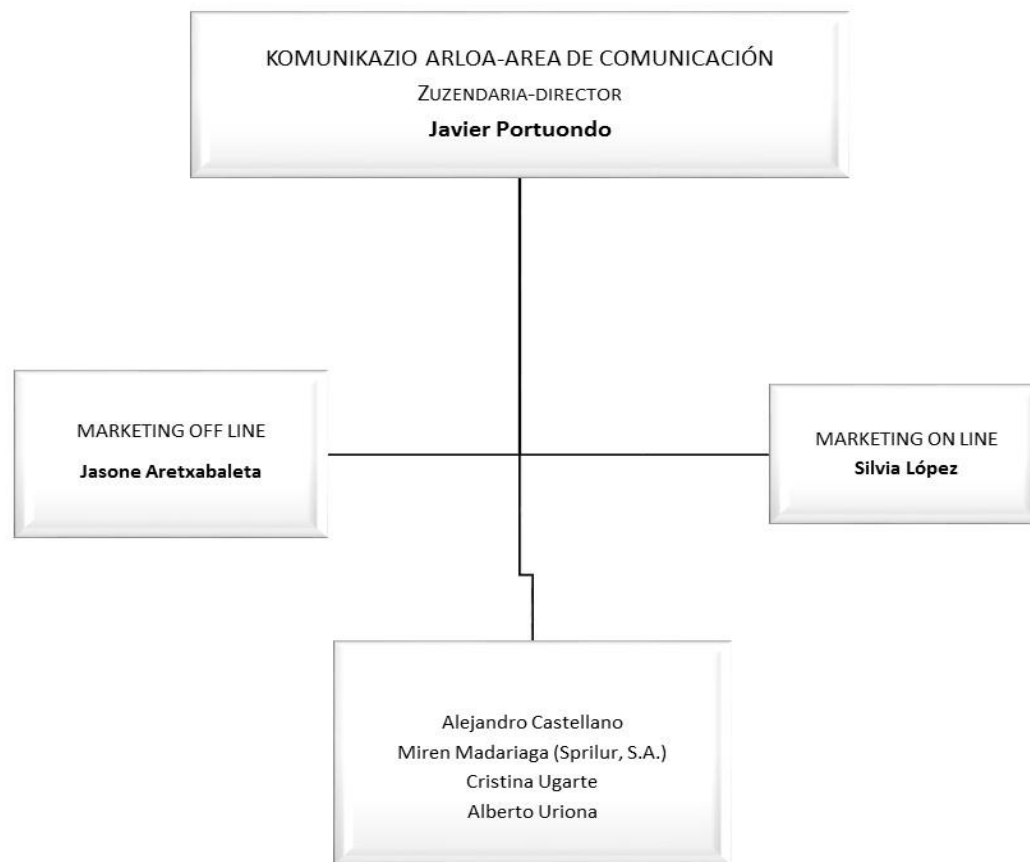 KOMUNIKAZIO ARLOA-AREA DE COMUNICACIÓN
ZUZENDARIA-DIRECTOR
Javier Portuondo
MARKETING OFF LINE
Jasone Aretxabaleta
MARKETING ON LINE
Silvia López
Alejandro Castellano
Miren Madariaga (Sprilur, S.A.)
Cristina Ugarte
Alberto Uriona